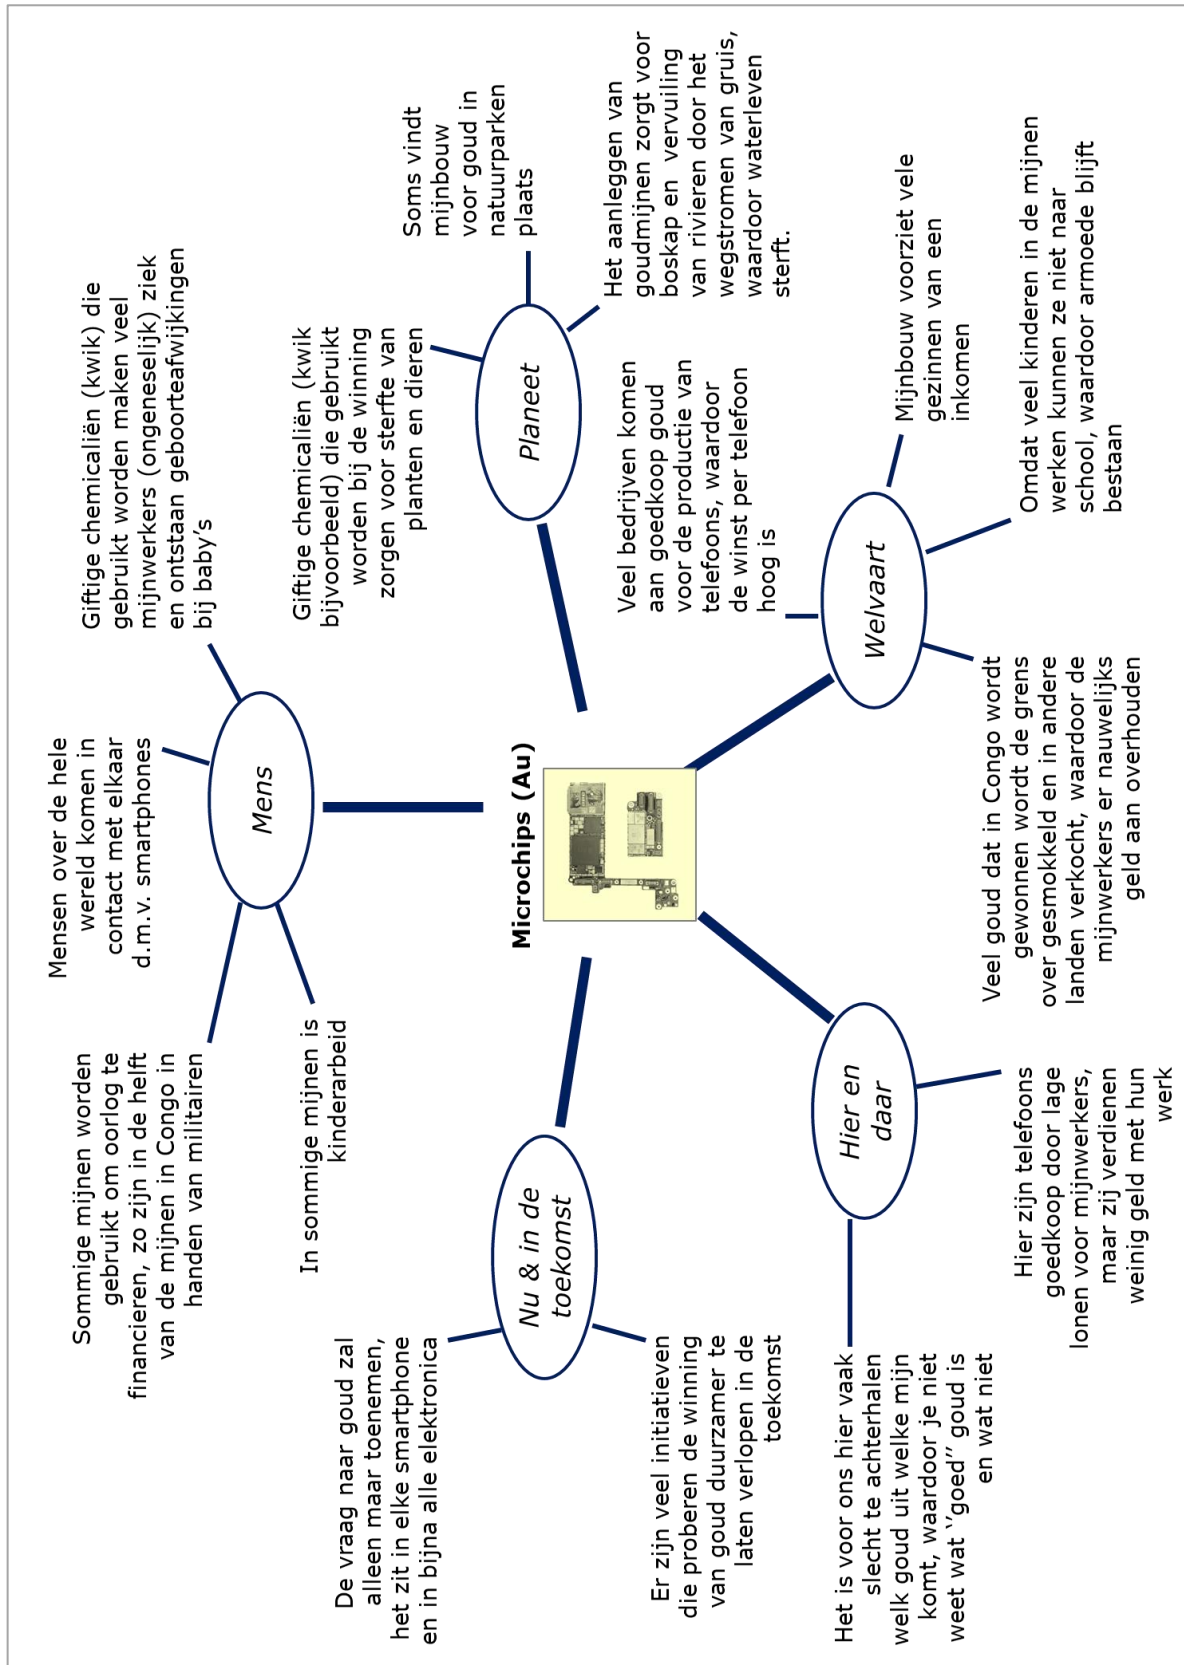 Sommige mijnen worden
gebruikt om oorlog te
financieren, zo zijn in de helft
van de mijnen in Congo in
handen van militairen
Mensen over de hele
wereld komen in
contact met elkaar
d.m.v. smartphones
Giftige chemicaliën (kwik) die
gebruikt worden maken veel
mijnwerkers (ongeneselijk) ziek
en ontstaan geboorteafwijkingen
bij baby’s
Mens
In sommige mijnen is
kinderarbeid
Giftige chemicaliën (kwik
bijvoorbeeld) die gebruikt
worden bij de winning
zorgen voor sterfte van
planten en dieren
Soms vindt
mijnbouw
voor goud in
natuurparken
plaats
De vraag naar goud zal
alleen maar toenemen,
het zit in elke smartphone
en in bijna alle elektronica
Nu & in de
toekomst
Microchips (Au)
Planeet
Het aanleggen van
goudmijnen zorgt voor
boskap en vervuiling
van rivieren door het
wegstromen van gruis,
waardoor waterleven
sterft.
Er zijn veel initiatieven
die proberen de winning
van goud duurzamer te
laten verlopen in de
toekomst
Veel bedrijven komen
aan goedkoop goud
voor de productie van
telefoons, waardoor
de winst per telefoon
hoog is
Hier en
daar
Welvaart
Mijnbouw voorziet vele
gezinnen van een
inkomen
Het is voor ons hier vaak
slecht te achterhalen
welk goud uit welke mijn
komt, waardoor je niet
weet wat ‘‘goed’’ goud is
en wat niet
Hier zijn telefoons
goedkoop door lage
lonen voor mijnwerkers,
maar zij verdienen
weinig geld met hun
werk
Veel goud dat in Congo wordt
gewonnen wordt de grens
over gesmokkeld en in andere
landen verkocht, waardoor de
mijnwerkers er nauwelijks
geld aan overhouden
Omdat veel kinderen in de mijnen
werken kunnen ze niet naar
school, waardoor armoede blijft
bestaan